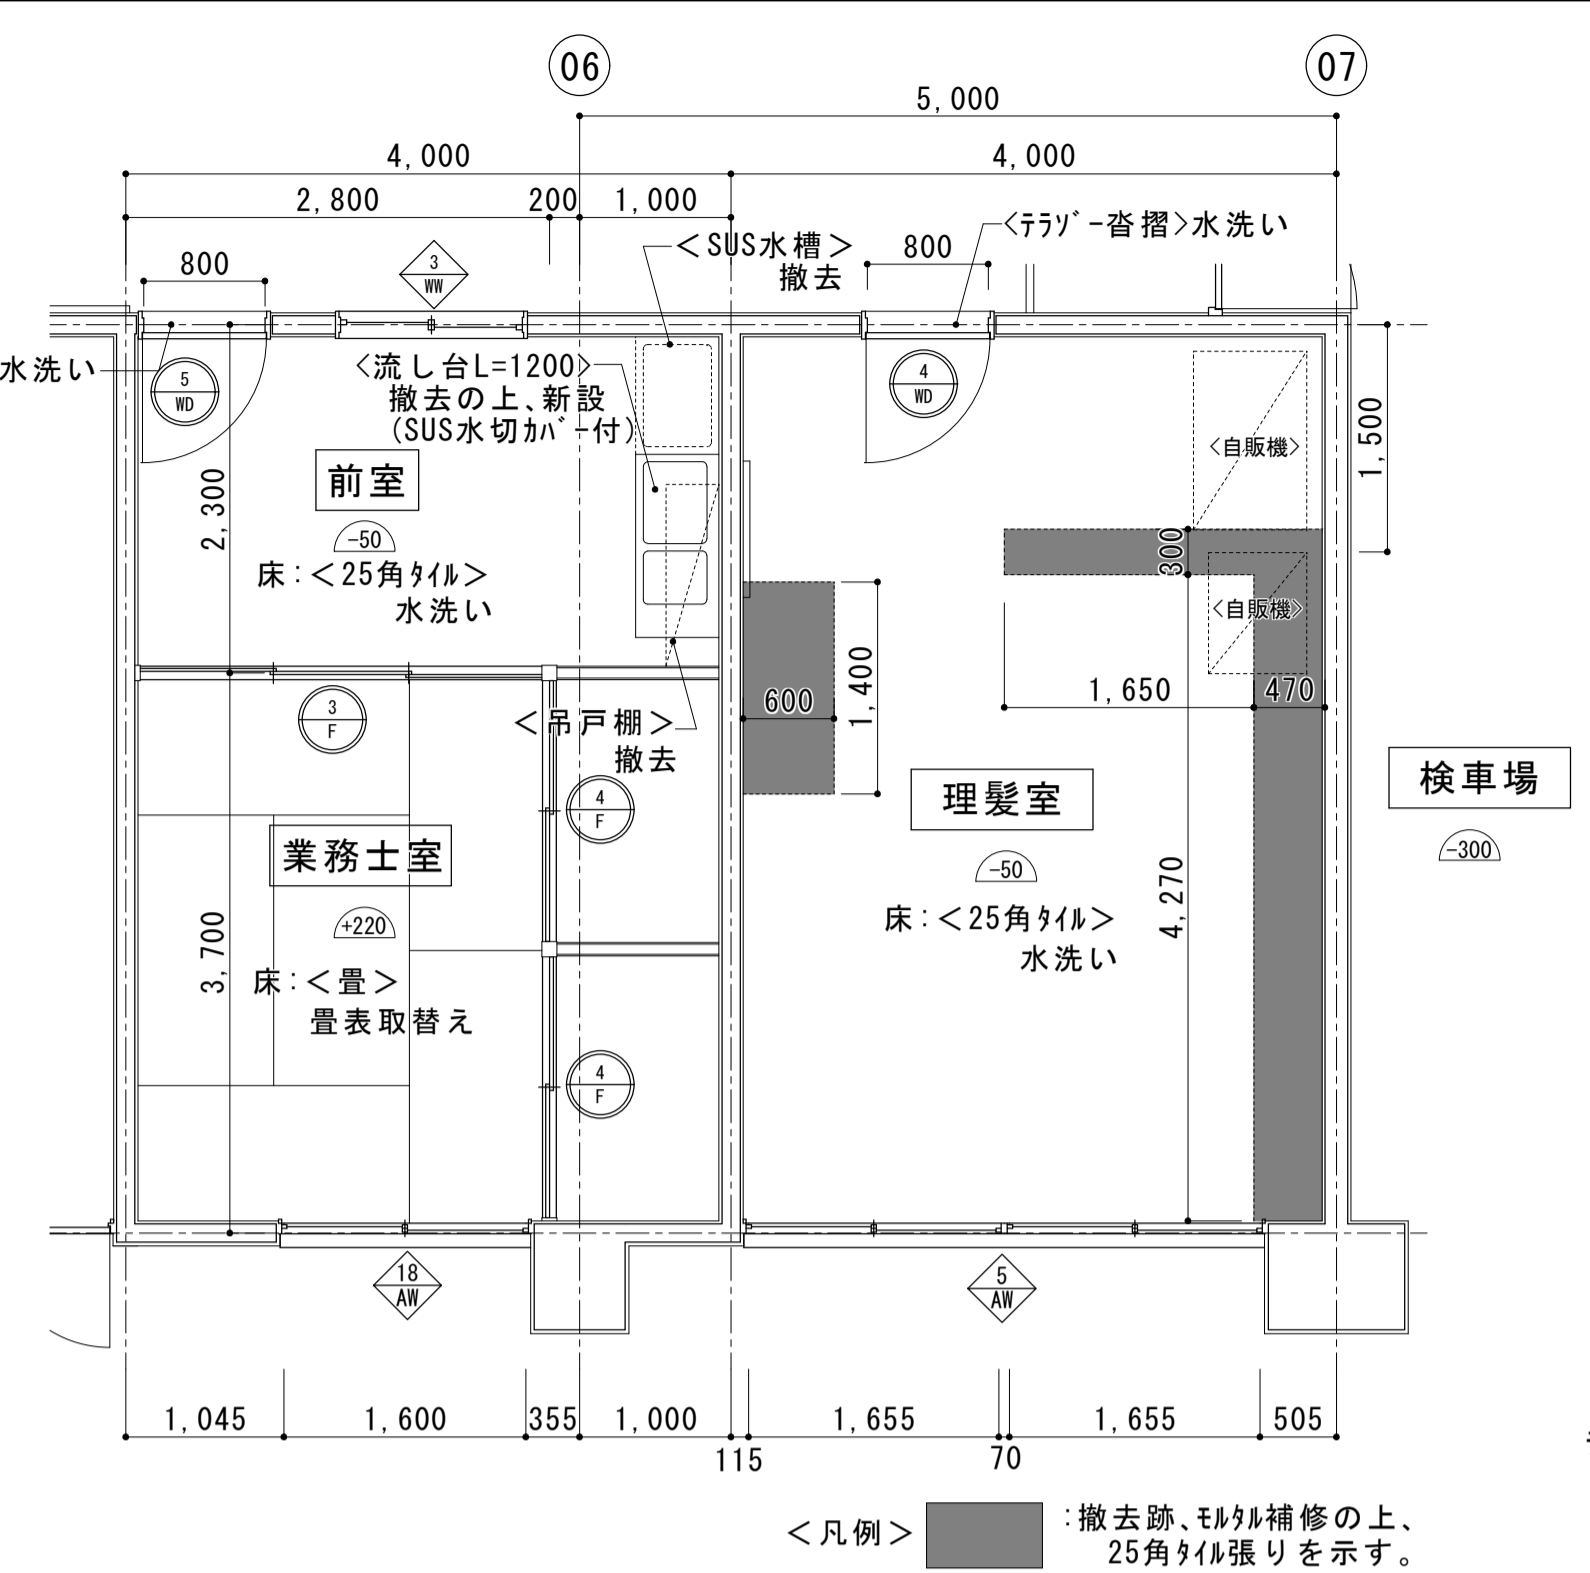 06
07
5,000
4,000
4,000
2,800
200
1,000
<テラゾー沓摺>水洗い
800
3
WW
<SUS水槽>
撤去
800
水洗い
5
WD
<流し台L=1200>
撤去の上、新設
(SUS水切カバー付)
4
WD
<自販機>
1,500
前室
2,300
-50
床:<25角タイル>
水洗い
300
<自販機>
600
1,400
1,650
470
3
F
<吊戸棚>
撤去
4
F
理髪室
検車場
-50
-300
業務士室
+220
3,700
床:<畳>
畳表取替え
床:<25角タイル>
水洗い
4,270
4
F
18
AW
5
AW
1,045
1,600
355
1,000
115
1,655
70
1,655
505
<凡例>
:撤去跡、モルタル補修の上、
25角タイル張りを示す。